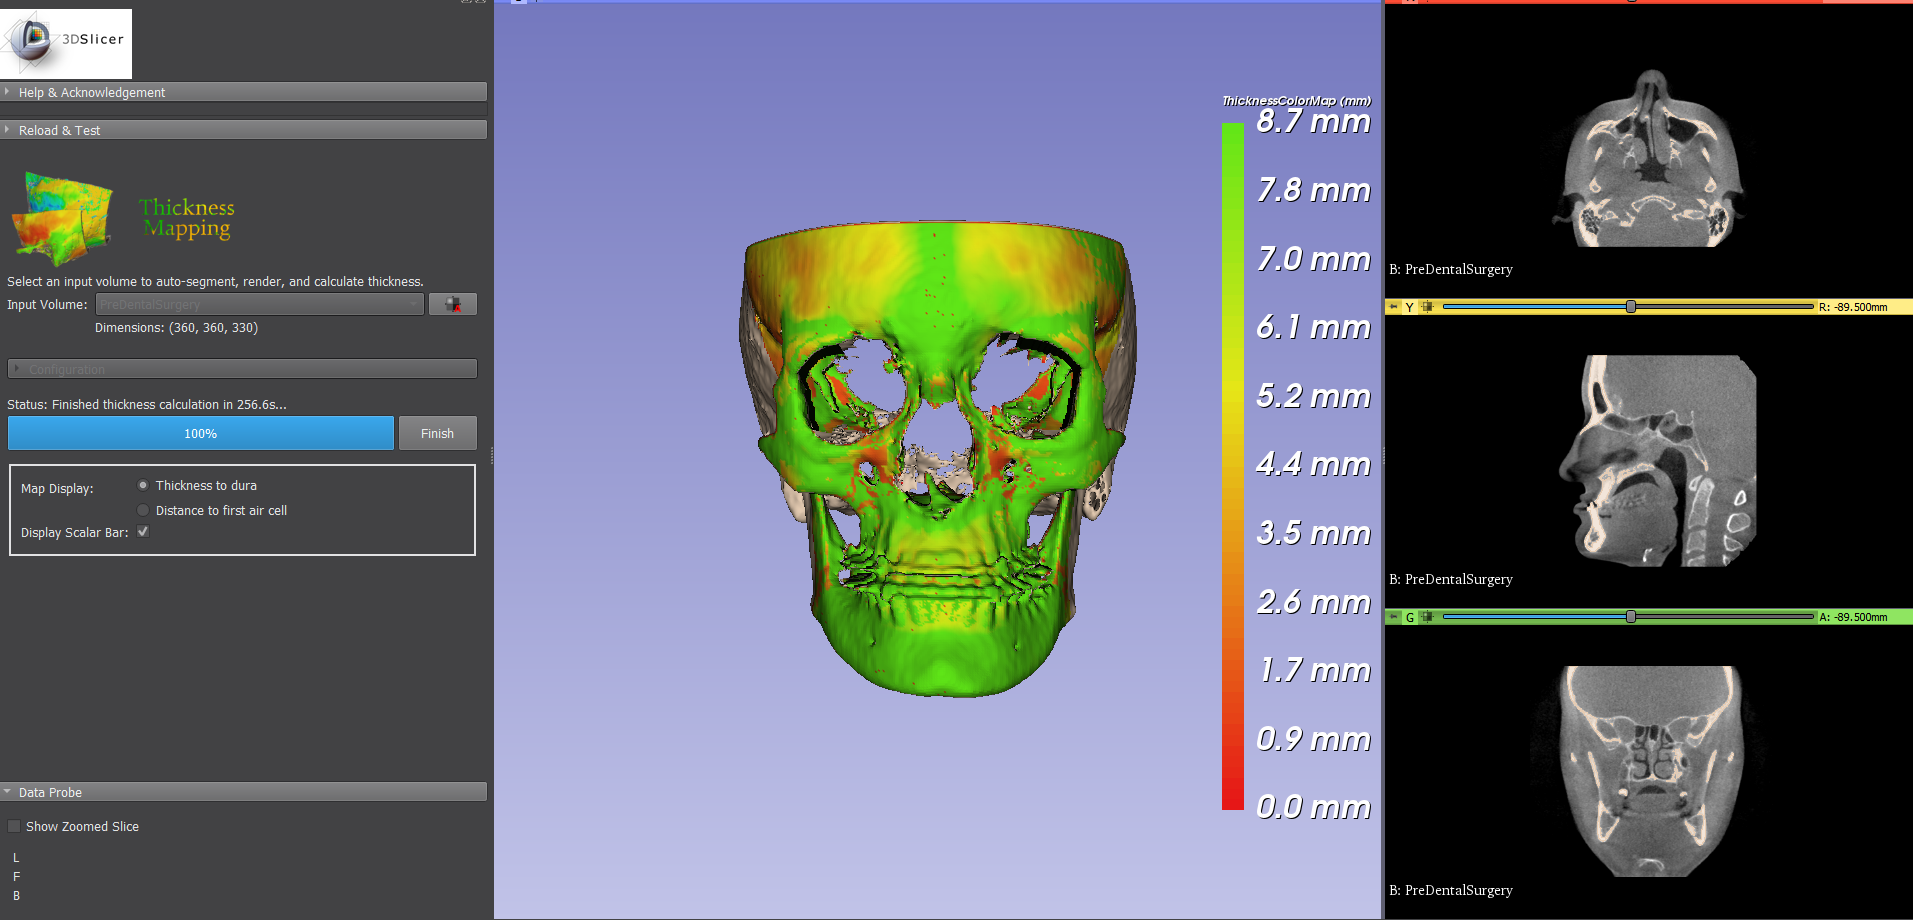 3DSlicer
Help & Acknowledgement
Reload & Test
Thickness
Mapping
Select an input volume to auto-segment, render, and calculate thickness.
Input Volume: PreDentalSurgery
Dimensions: (360, 360, 330)
Configuration
Status: Finished thickness calculation in 256.6s...
100%
Finish
Map Display:
Thickness to dura
Distance to first air cell
Display Scalar Bar:
Data Probe
Show Zoomed Slice
L
F
B
ThicknessColorMap (mm)
8.7 mm
7.8 mm
7.0 mm
6.1 mm
5.2 mm
4.4 mm
3.5 mm
2.6 mm
1.7 mm
0.9 mm
0.0 mm
B: PreDentalSurgery
Y
R: -89.500mm
B: PreDentalSurgery
G
A: -89.500mm
B: PreDentalSurgery